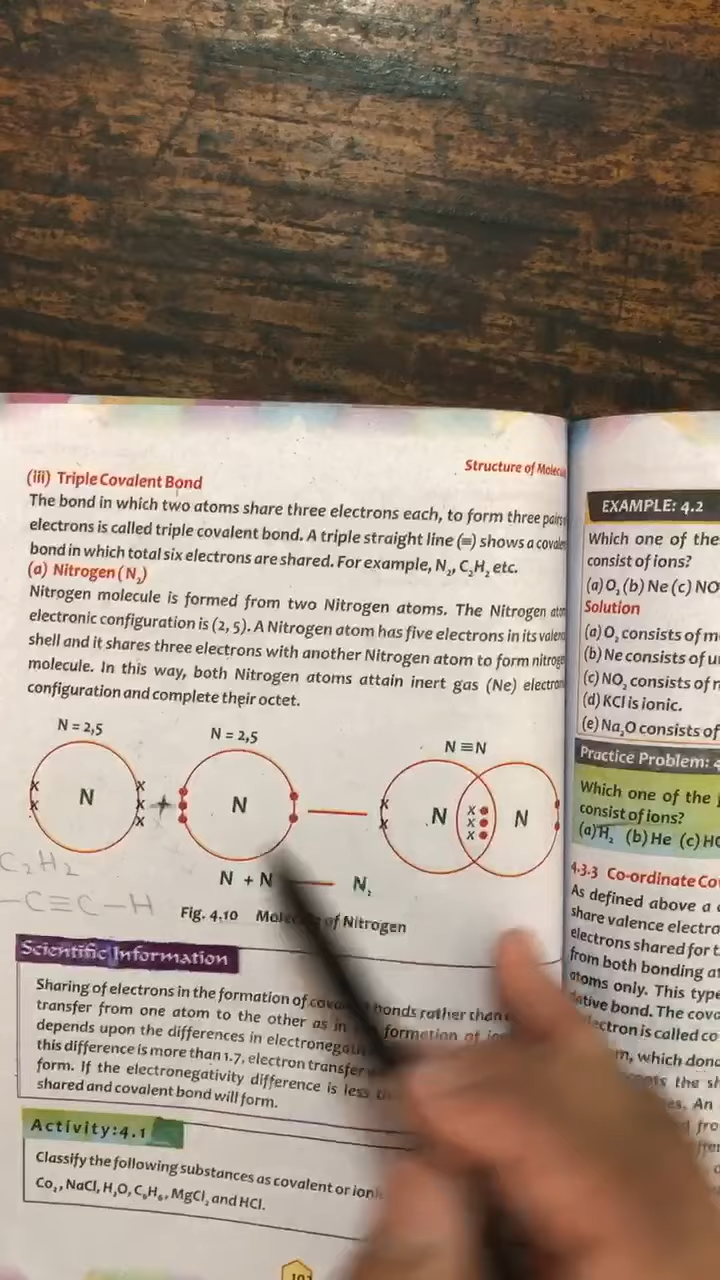 Structure of Molecu
(iii) Triple Covalent Bond
The bond in which two atoms share three electrons each, to form three pairs
electrons is called triple covalent bond. A triple straight line (≡) shows a covale
bond in which total six electrons are shared. For example, N₂, C₂H₂ etc.
(a) Nitrogen (N₂)
Nitrogen molecule is formed from two Nitrogen atoms. The Nitrogen ato
electronic configuration is (2, 5). A Nitrogen atom has five electrons in its valen
shell and it shares three electrons with another Nitrogen atom to form nitroge
molecule. In this way, both Nitrogen atoms attain inert gas (Ne) electron
configuration and complete their octet.
N = 2,5
N = 2,5
N ≡ N
N
+
N
N
N
N + N
N₂
C₂H₂
–C≡C–H
Fig. 4.10 Molecule of Nitrogen
Scientific Information
Sharing of electrons in the formation of bonds rather than
transfer from one atom to the other as in formation of
depends upon the differences in
this difference is more than 1.7, electron transfer
form. If the electronegativity difference is less
shared and covalent bond will form.
Activity:4.1
Classify the following substances as covalent or
Co₂, NaCl, H₂O, C₆H₆, MgCl₂ and HCl.
EXAMPLE: 4.2
Which one of the
consist of ions?
(a) O₂ (b) Ne (c) NO
Solution
(a) O₂ consists of m
(b) Ne consists of u
(c) NO₂ consists of
(d) KCl is ionic.
(e) Na₂O consists of
Practice Problem: 4
Which one of the
consist of ions?
(a) H₂ (b) He (c) HC
4.3.3 Co-ordinate Co
As defined above a
share valence electro
electrons shared for t
from both bonding at
atoms only. This type
bond. The cova
electron is called co
which dona
the sh
An